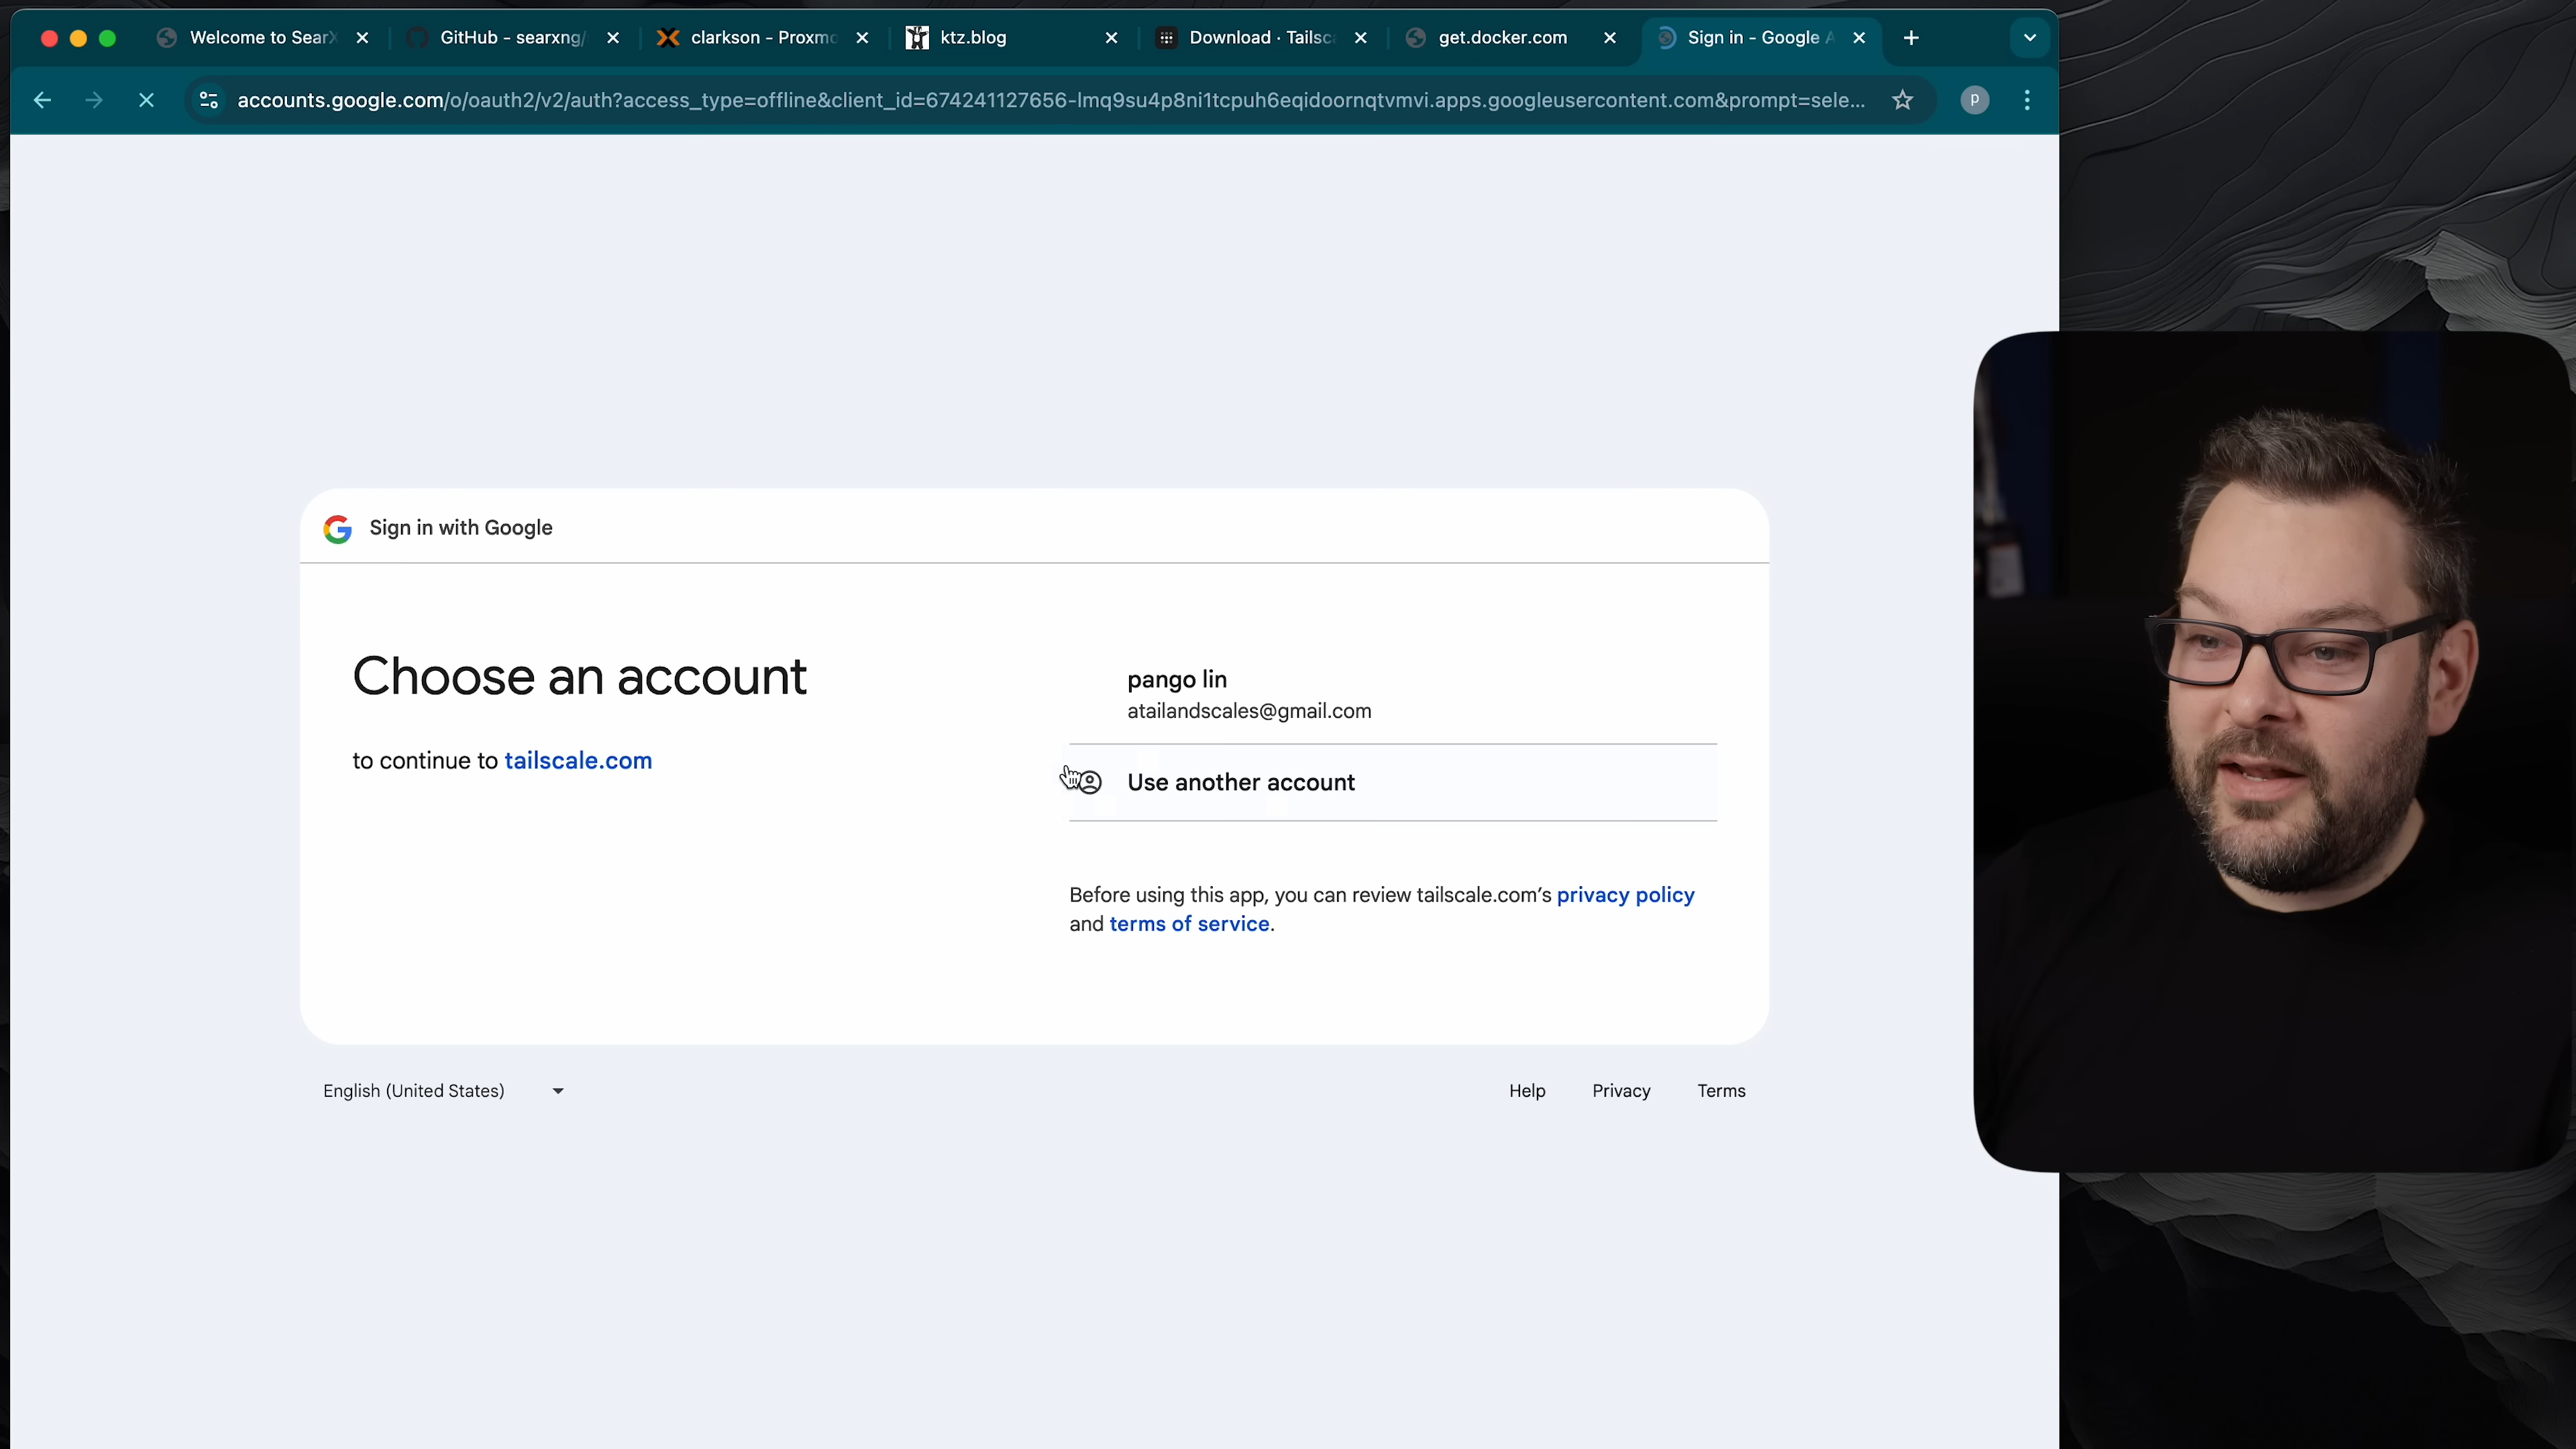 Welcome to SearX
GitHub - searxng/
clarkson - Proxmo
ktz.blog
Download · Tailsca
get.docker.com
Sign in - Google A
accounts.google.com/o/oauth2/v2/auth?access_type=offline&client_id=674241127656-lmq9su4p8ni1tcpuh6eqidoornqtvmvi.apps.googleusercontent.com&prompt=sele...
p
Sign in with Google
Choose an account
to continue to tailscale.com
pango lin
atailandscales@gmail.com
Use another account
Before using this app, you can review tailscale.com’s privacy policy
and terms of service.
English (United States)
Help
Privacy
Terms